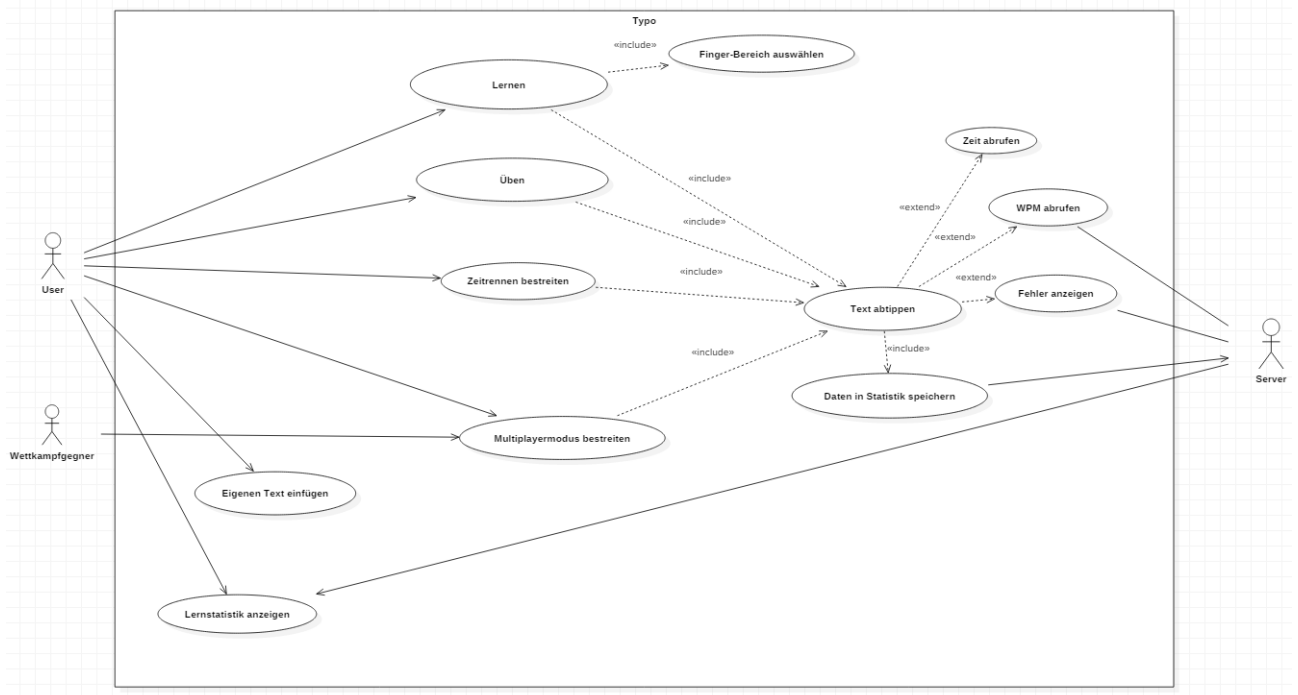 Typo
«include»
Finger-Bereich auswählen
Lernen
Zeit abrufen
«include»
Üben
«extend»
WPM abrufen
«include»
«extend»
User
«include»
Zeitrennen bestreiten
«extend»
Fehler anzeigen
Text abtippen
Server
«include»
«include»
Daten in Statistik speichern
Wettkampfgegner
Multiplayermodus bestreiten
Eigenen Text einfügen
Lernstatistik anzeigen